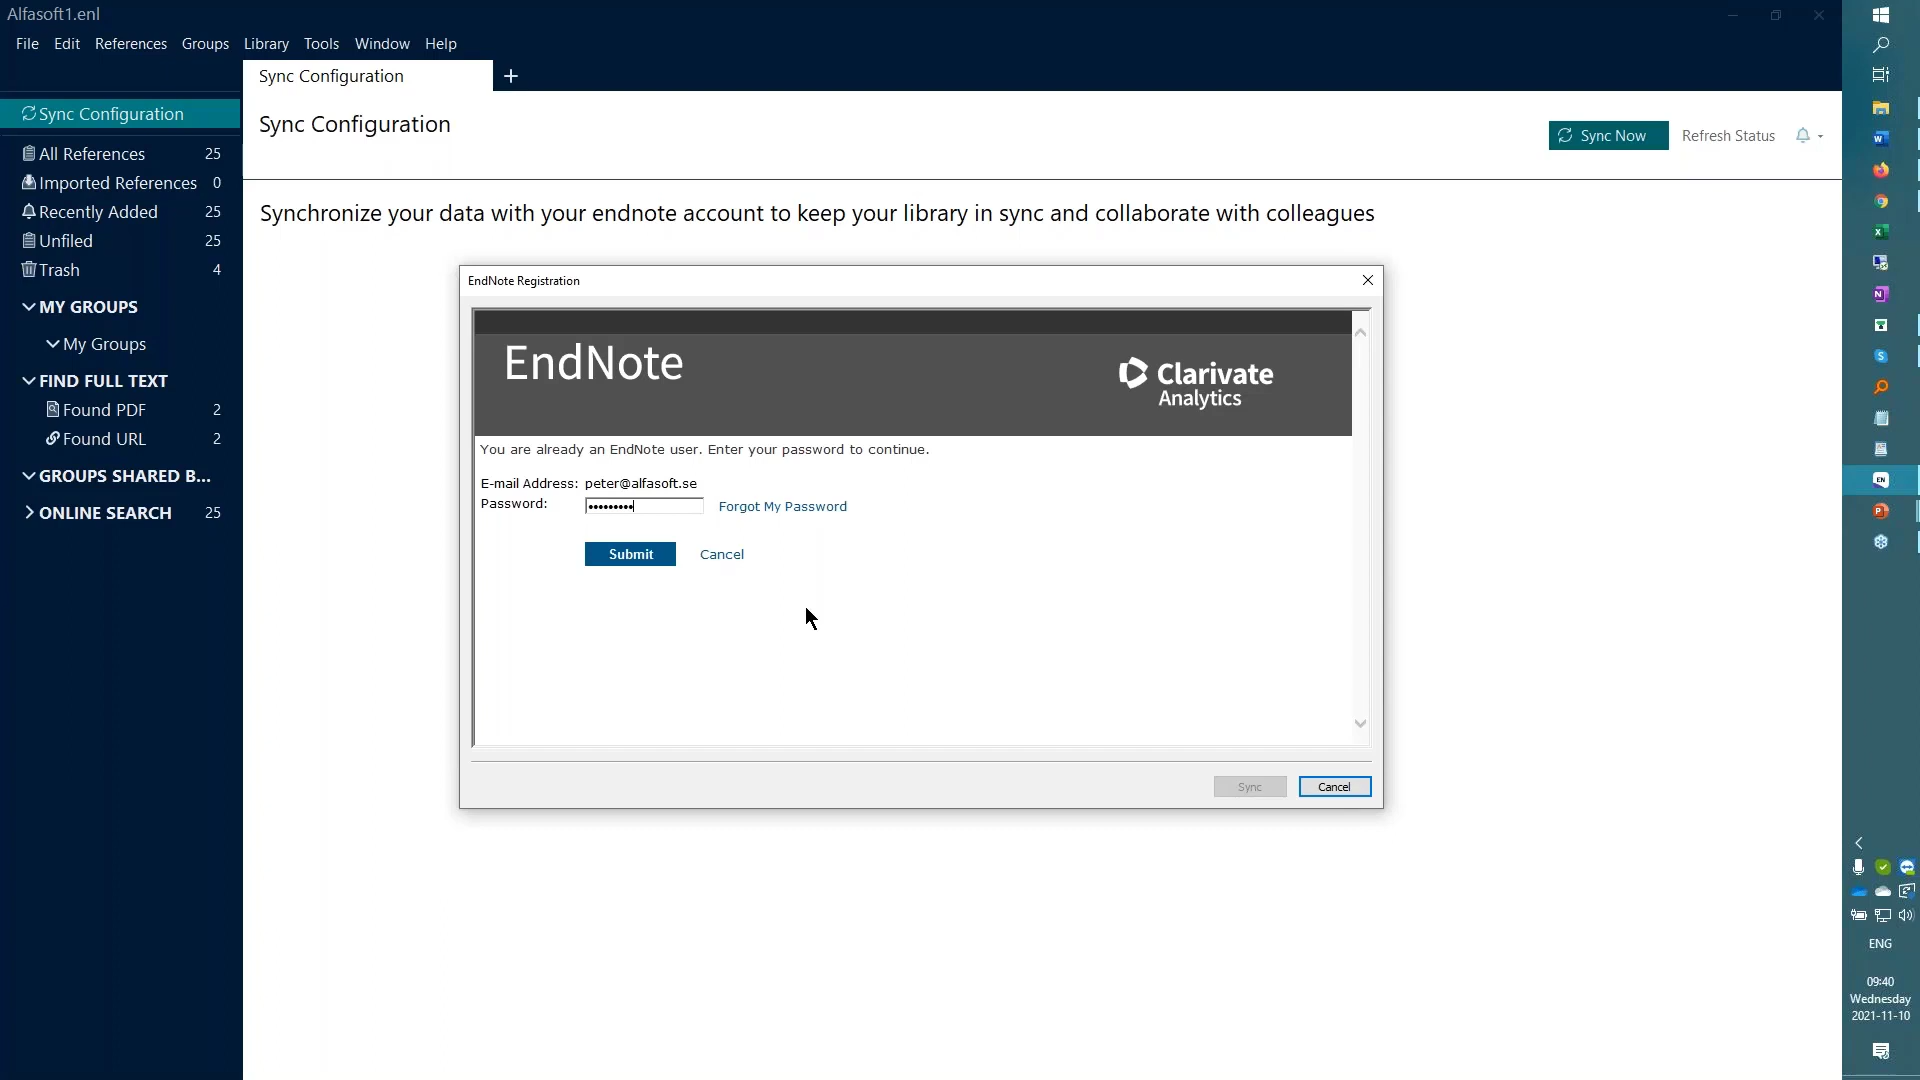 Alfasoft1.enl
File Edit References Groups Library Tools Window Help
Sync Configuration
Sync Configuration
Sync Configuration
Sync Now
Refresh Status
All References 25
Imported References 0
Recently Added 25
Unfiled 25
Trash 4
MY GROUPS
My Groups
FIND FULL TEXT
Found PDF 2
Found URL 2
GROUPS SHARED B...
ONLINE SEARCH 25
Synchronize your data with your endnote account to keep your library in sync and collaborate with colleagues
EndNote Registration
EndNote
Clarivate
Analytics
You are already an EndNote user. Enter your password to continue.
E-mail Address: peter@alfasoft.se
Password: ••••••••• Forgot My Password
Submit Cancel
Sync Cancel
EN
ENG
09:40
Wednesday
2021-11-10